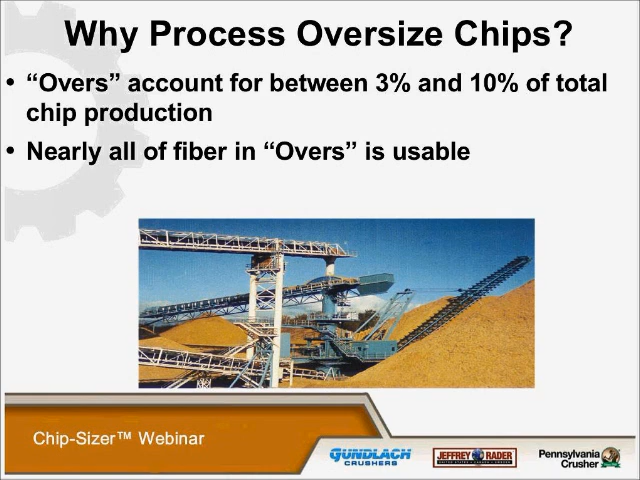 Why Process Oversize Chips?
• “Overs” account for between 3% and 10% of total
chip production
• Nearly all of fiber in “Overs” is usable
Chip-Sizer™ Webinar
GUNDLACH
CRUSHERS
JEFFREY RADER
Pennsylvania
Crusher